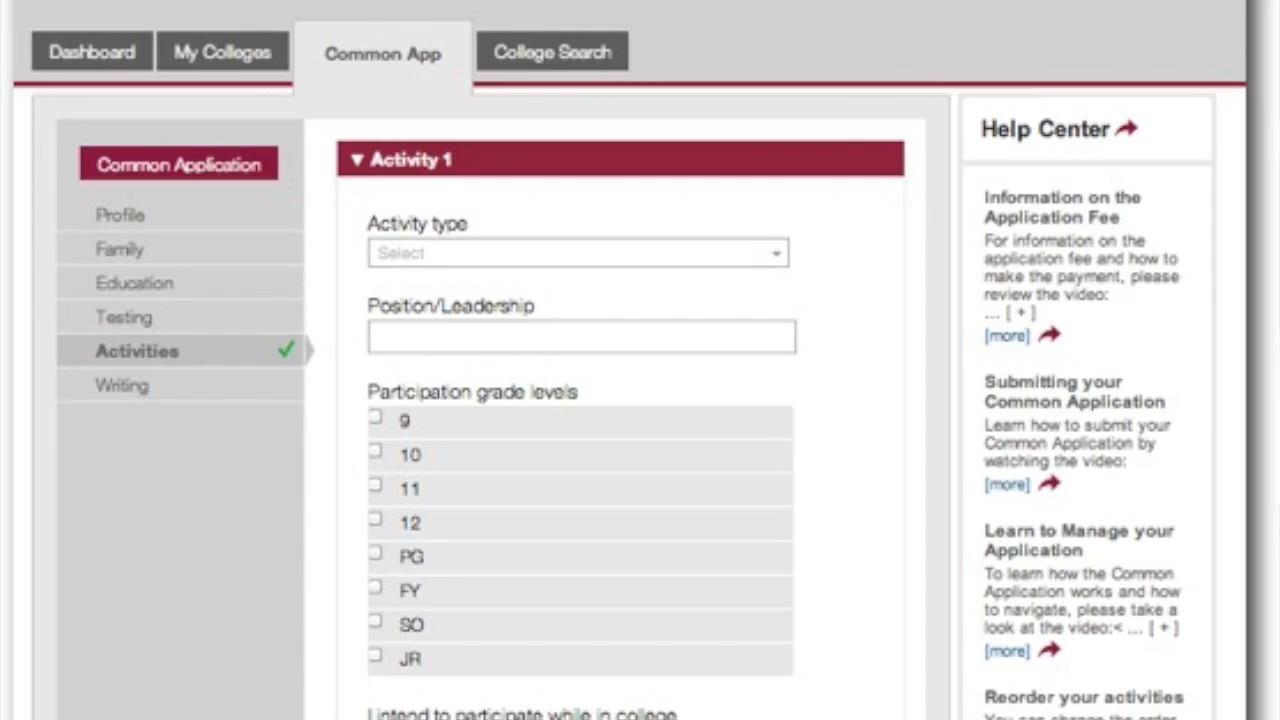 Dashboard
My Colleges
Common App
College Search
Common Application
Profile
Family
Education
Testing
Activities
Writing
▼ Activity 1
Activity type
Select
Position/Leadership
Participation grade levels
9
10
11
12
PG
FY
SO
JR
I intend to participate while in college
Help Center
Information on the
Application Fee
For information on the
application fee and how to
make the payment, please
review the video:
... [ + ]
[more]
Submitting your
Common Application
Learn how to submit your
Common Application by
watching the video:
[more]
Learn to Manage your
Application
To learn how the Common
Application works and how
to navigate, please take a
look at the video:< ... [ + ]
[more]
Reorder your activities
You can change the order